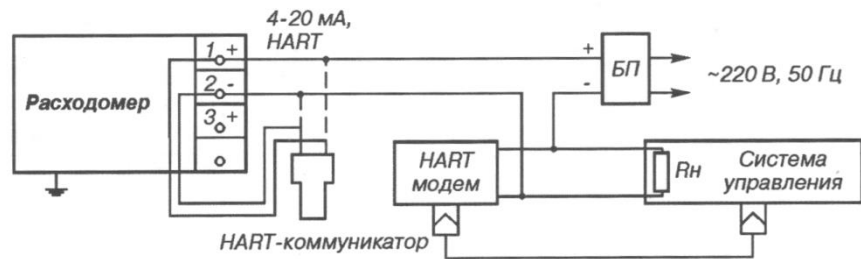 4-20 мА,
HART
1 +
2 -
3 +
Расходомер
+
-
БП
~220 В, 50 Гц
HART
модем
Rн
Система
управления
HART-коммуникатор